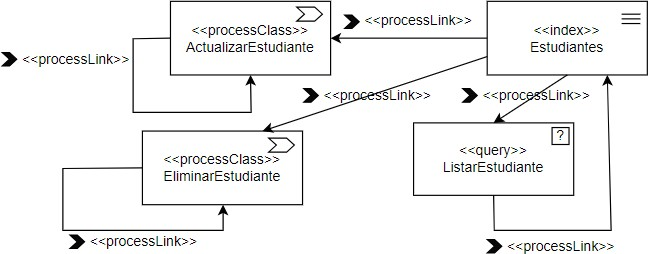 <<processClass>>
ActualizarEstudiante
<<processLink>>
<<index>>
Estudiantes
<<processLink>>
<<processLink>>
<<processLink>>
<<processClass>>
EliminarEstudiante
?
<<query>>
ListarEstudiante
<<processLink>>
<<processLink>>